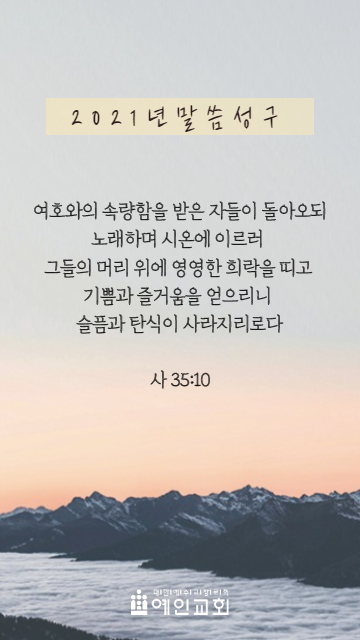 2021년말씀성구
여호와의 속량함을 받은 자들이 돌아오되
노래하며 시온에 이르러
그들의 머리 위에 영영한 희락을 띠고
기쁨과 즐거움을 얻으리니
슬픔과 탄식이 사라지리로다
사 35:10
예인교회